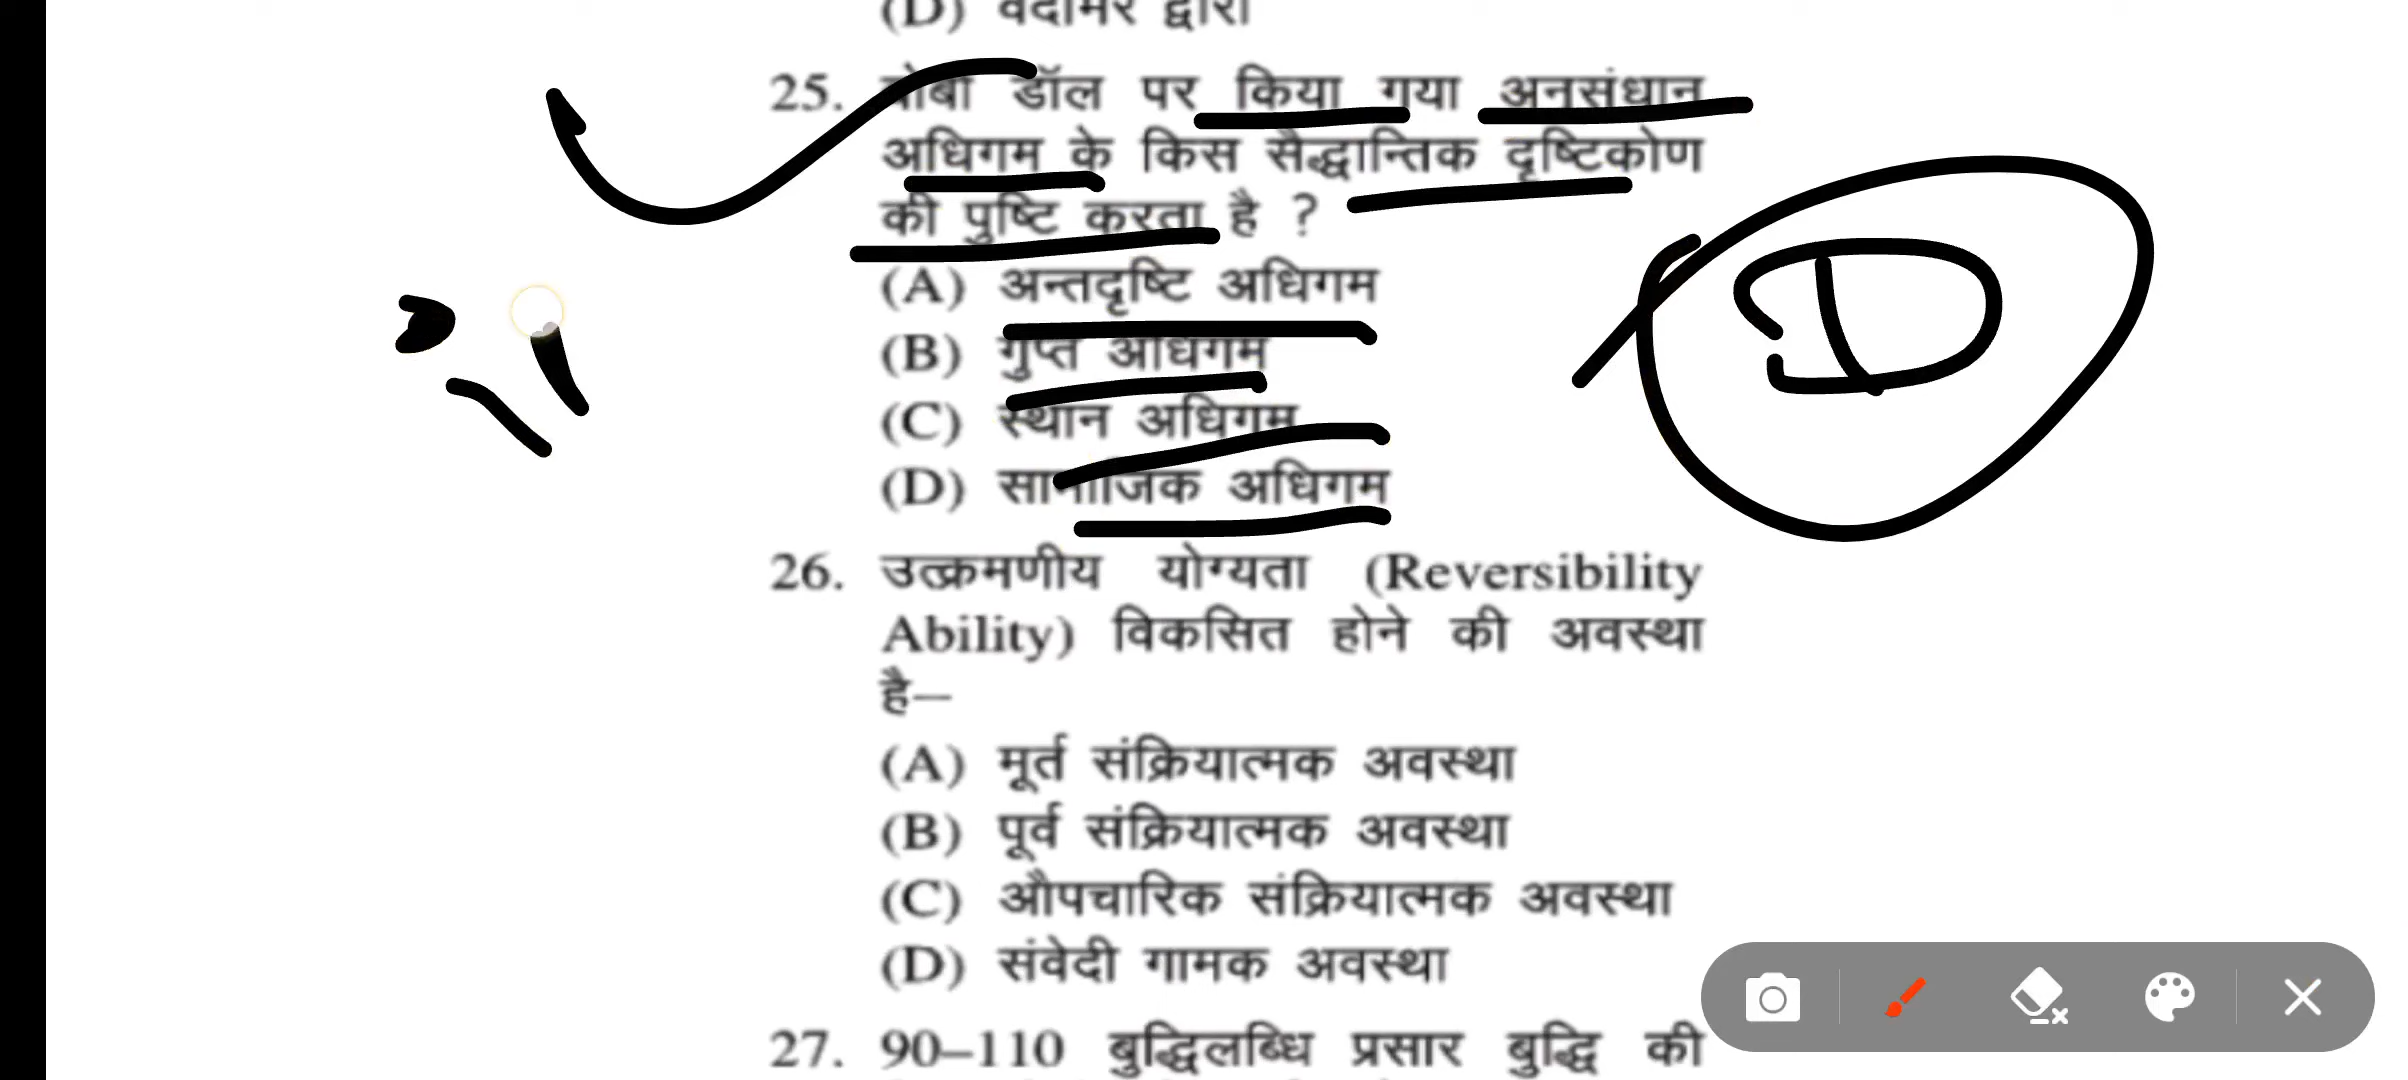 (D) वंदीमर द्वारा
25. बोबो डॉल पर किया गया अनुसंधान
अधिगम के किस सैद्धान्तिक दृष्टिकोण
की पुष्टि करता है ?
(A) अन्तदृष्टि अधिगम
(B) गुप्त अधिगम
(C) स्थान अधिगम
(D) सामाजिक अधिगम
D
26. उत्क्रमणीय योग्यता (Reversibility
Ability) विकसित होने की अवस्था
है–
(A) मूर्त संक्रियात्मक अवस्था
(B) पूर्व संक्रियात्मक अवस्था
(C) औपचारिक संक्रियात्मक अवस्था
(D) संवेदी गामक अवस्था
27. 90–110 बुद्धिलब्धि प्रसार बुद्धि की